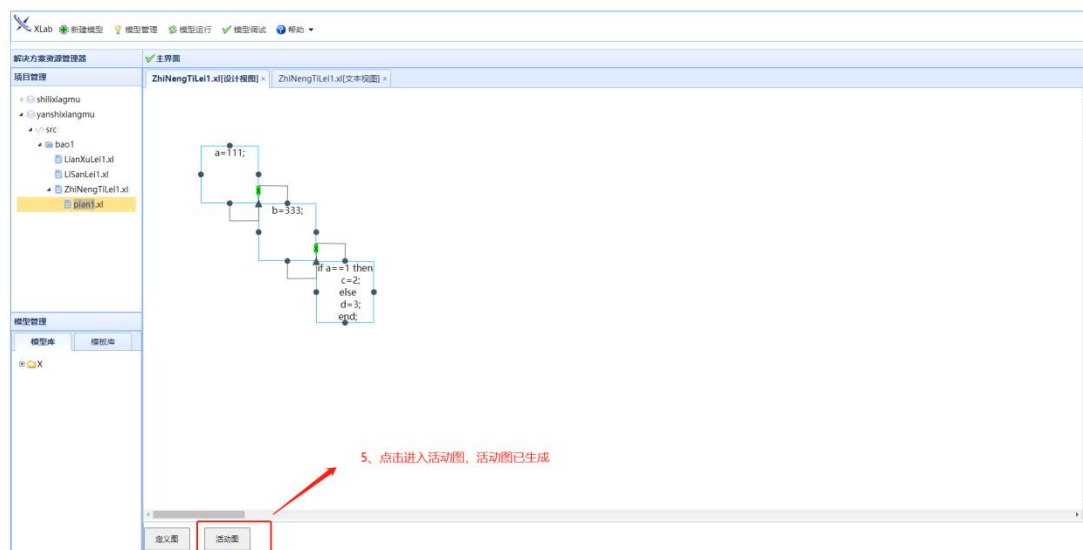 XLab 新建模型 模型管理 模型运行 模型调试 帮助
解决方案资源管理器
主界面
项目管理
ZhiNengTiLei1.xl[设计视图] × ZhiNengTiLei1.xl[文本视图] ×
shilixiagmu
yanshixiangmu
src
bao1
LianXuLei1.xl
LiSanLei1.xl
ZhiNengTiLei1.xl
plan1.xl
a=111;
X
b=333;
X
if a==1 then
c=2;
else
d=3;
end;
模型管理
模型库 模板库
X
5、点击进入活动图，活动图已生成
定义图 活动图